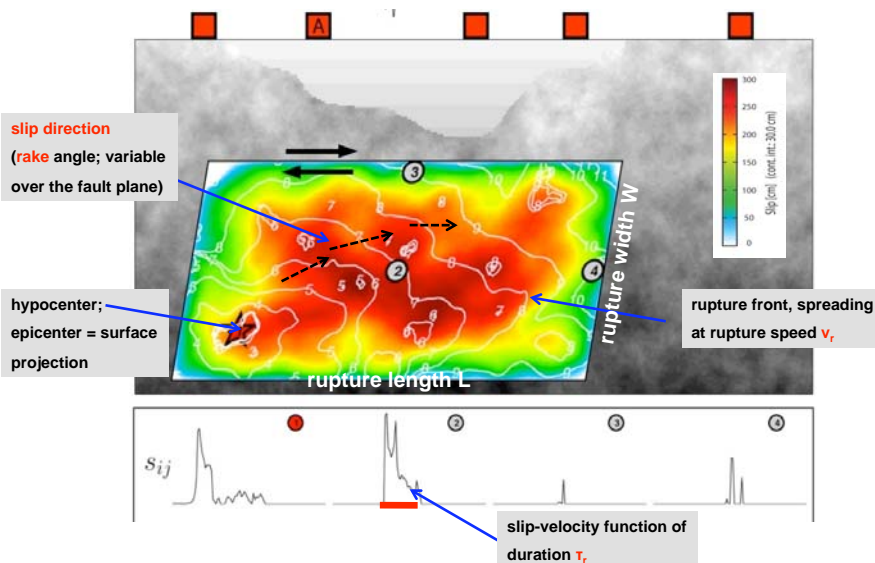 A
300
250
200
150
100
50
0
Slip [cm] (cont.int.: 30.0 cm)
slip direction
(rake angle; variable
over the fault plane)
3
rupture width W
2
4
hypocenter;
epicenter = surface
projection
rupture front, spreading
at rupture speed vᵣ
rupture length L
1
2
3
4
sij
slip-velocity function of
duration τᵣ